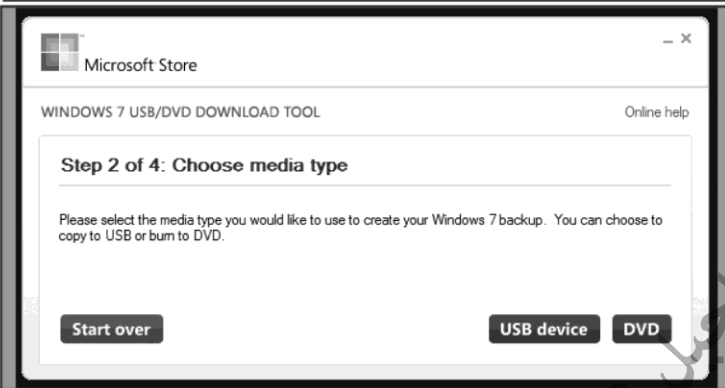 Microsoft Store
WINDOWS 7 USB/DVD DOWNLOAD TOOL
Online help
Step 2 of 4: Choose media type
Please select the media type you would like to use to create your Windows 7 backup. You can choose to
copy to USB or burn to DVD.
Start over
USB device
DVD